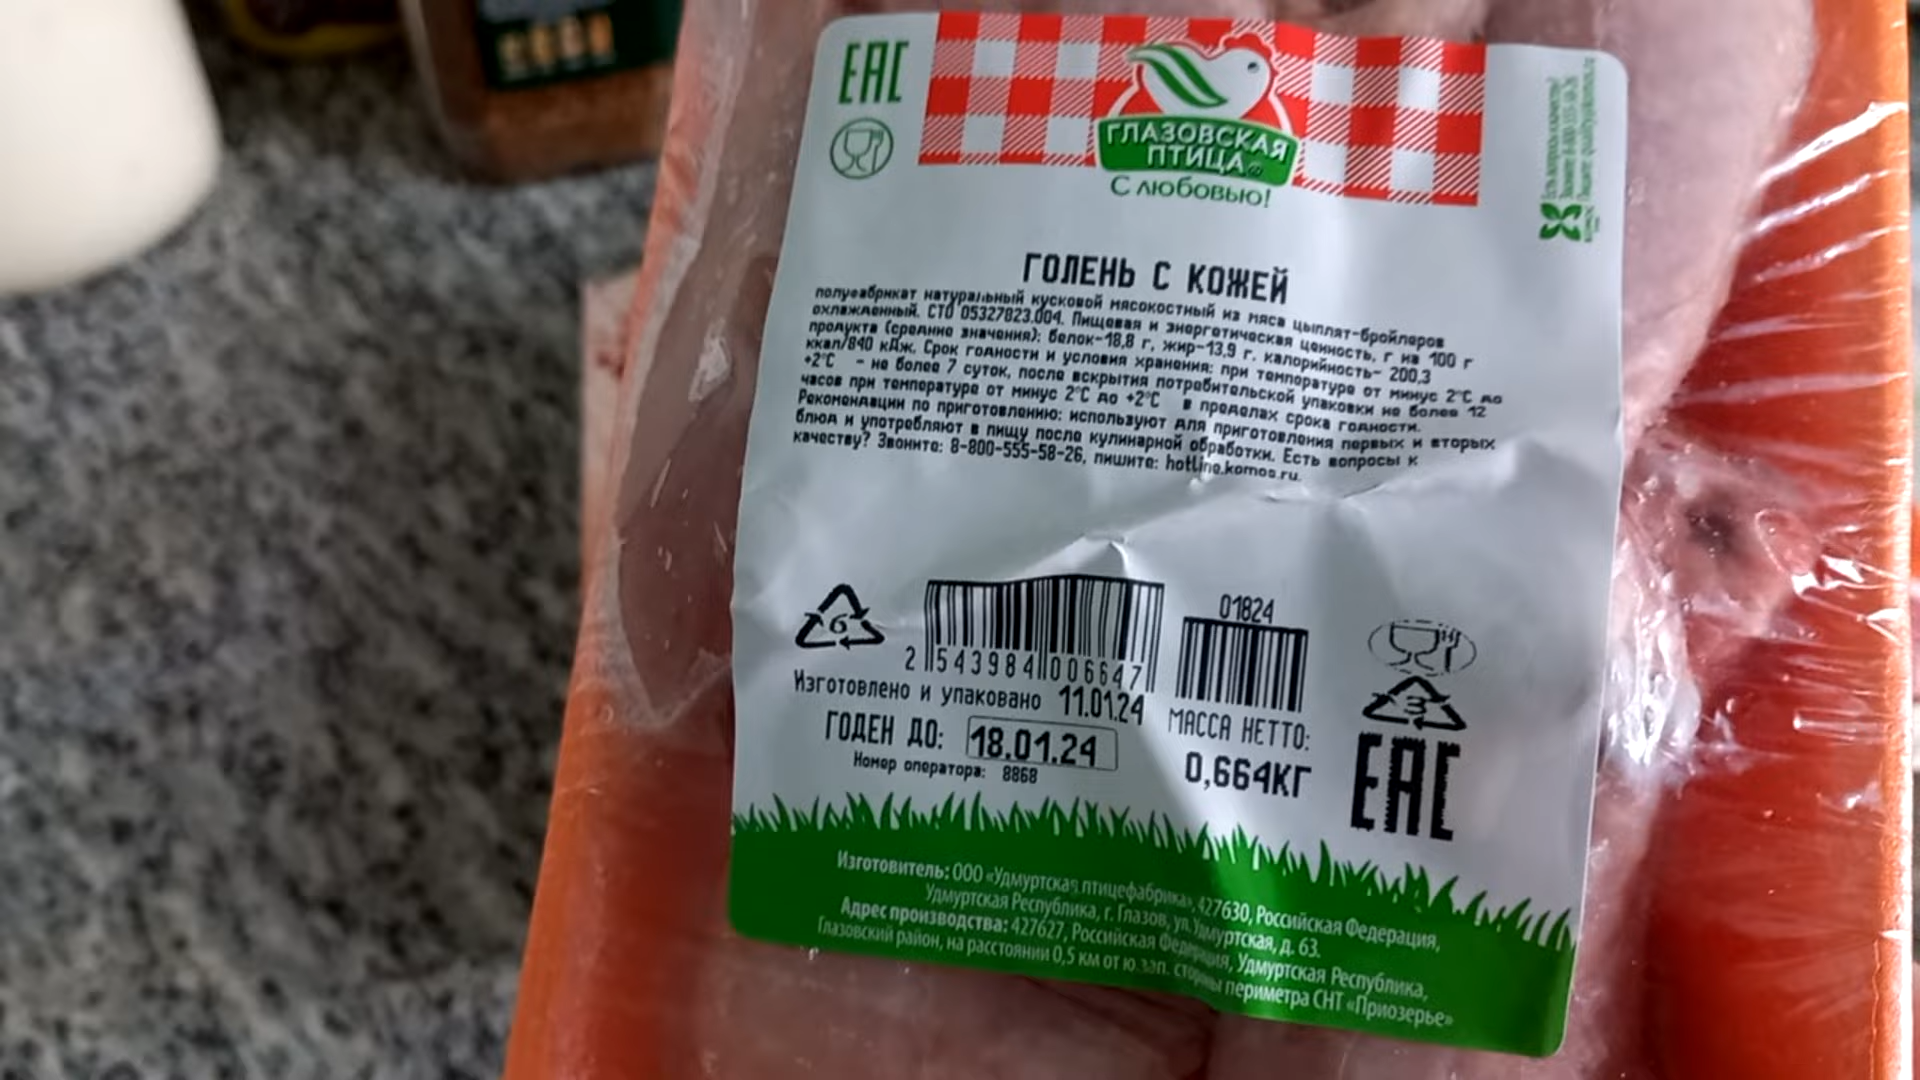 ЕАС
ГЛАЗОВСКАЯ
ПТИЦА
С любовью!
ГОЛЕНЬ С КОЖЕЙ
полуфабрикат натуральный кусковой мясокостный из мяса цыплят-бройлеров
охлажденный. СТО 05327823.004. Пищевая и энергетическая ценность, г на 100 г
продукта (средние значения): белок-18,8 г, жир-13,9 г, калорийность- 200,3
ккал/840 кДж. Срок годности и условия хранения: при температуре от минус 2°С до
+2°С - не более 7 суток, после вскрытия потребительской упаковки не более 12
часов при температуре от минус 2°С до +2°С в пределах срока годности.
Рекомендации по приготовлению: используют для приготовления первых и вторых
блюд и употребляют в пищу после кулинарной обработки. Есть вопросы к
качеству? Звоните: 8-800-555-58-26, пишите: hotline.komos.ru.
6
2 543984 006647
01824
3
Изготовлено и упаковано 11.01.24
ГОДЕН ДО: 18.01.24
Номер оператора: 8868
МАССА НЕТТО:
0,664КГ
ЕАС
Изготовитель: ООО «Удмуртская птицефабрика», 427630, Российская Федерация,
Удмуртская Республика, г. Глазов, ул.Удмуртская, д. 63.
Адрес производства: 427627, Российская Федерация, Удмуртская Республика,
Глазовский район, на расстоянии 0,5 км от ю.зап. стороны периметра СНТ «Приозерье»